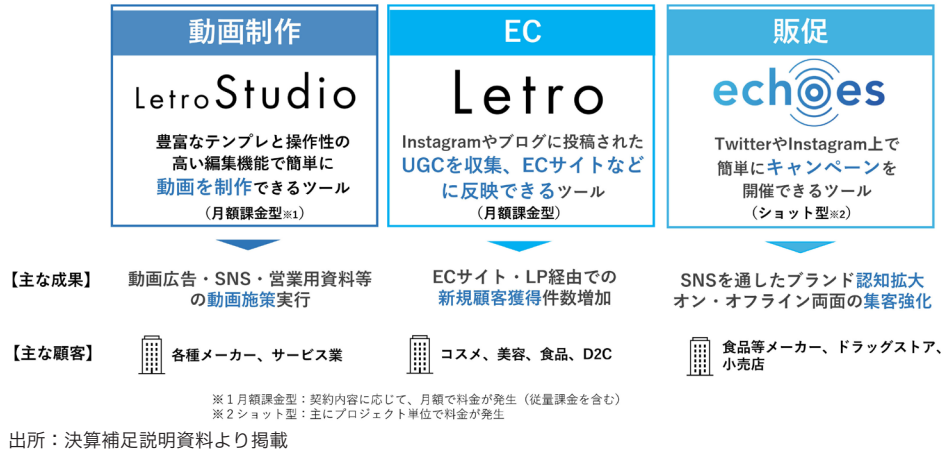 動画制作
Letro Studio
豊富なテンプレと操作性の
高い編集機能で簡単に
動画を制作できるツール
（月額課金型※1）
EC
Letro
Instagramやブログに投稿された
UGCを収集、ECサイトなど
に反映できるツール
（月額課金型）
販促
echoes
TwitterやInstagram上で
簡単にキャンペーンを
開催できるツール
（ショット型※2）
【主な成果】
動画広告・SNS・営業用資料等
の動画施策実行
ECサイト・LP経由での
新規顧客獲得件数増加
SNSを通したブランド認知拡大
オン・オフライン両面の集客強化
【主な顧客】
各種メーカー、サービス業
コスメ、美容、食品、D2C
食品等メーカー、ドラッグストア、
小売店
※１月額課金型：契約内容に応じて、月額で料金が発生（従量課金を含む）
※２ショット型：主にプロジェクト単位で料金が発生
出所：決算補足説明資料より掲載